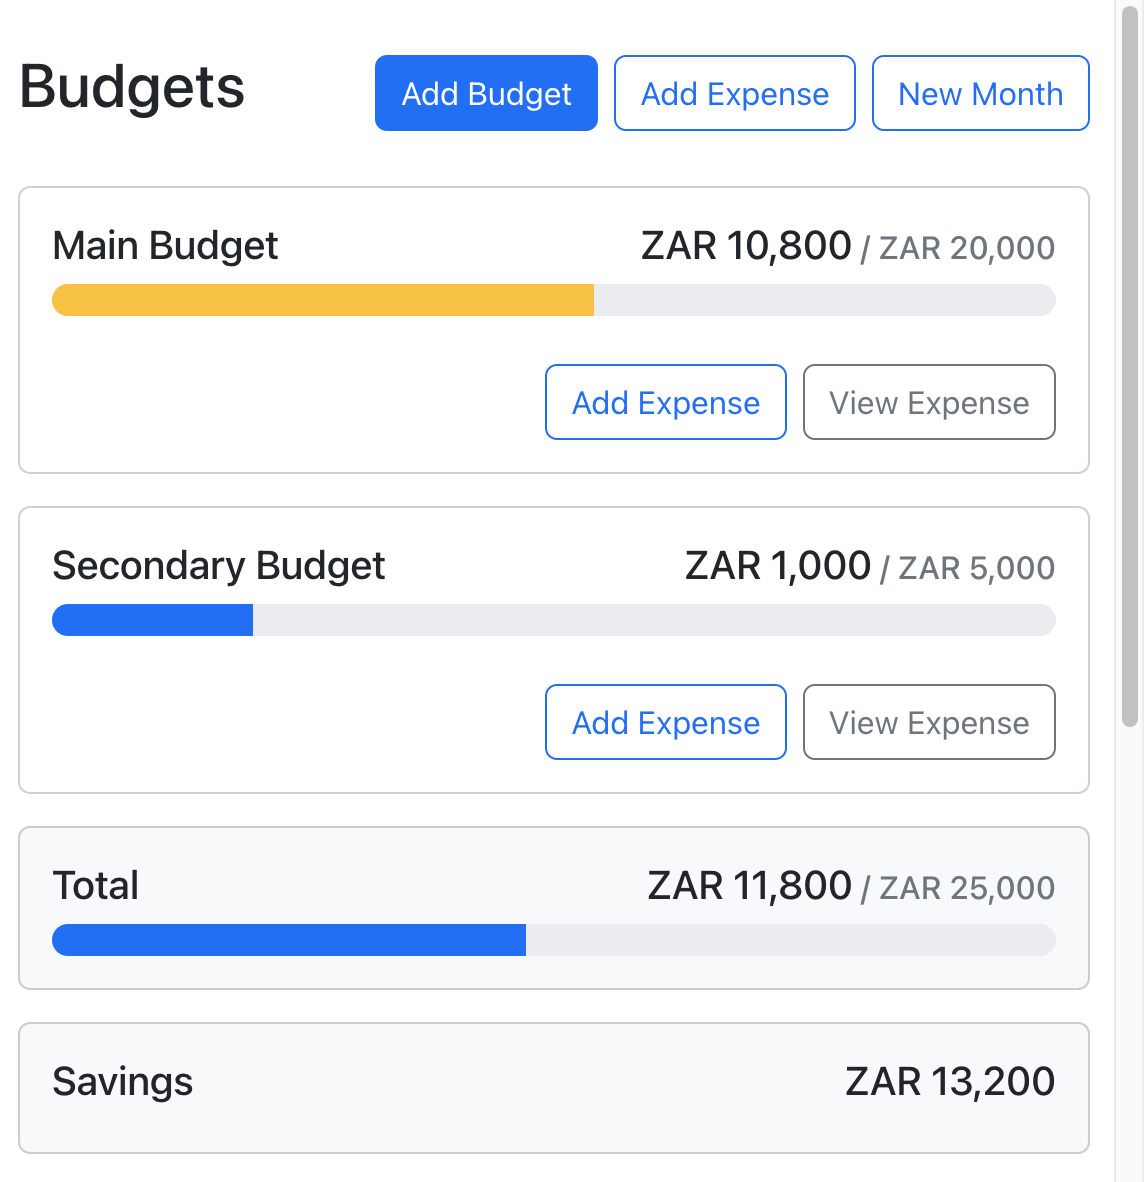 Budgets
Add Budget
Add Expense
New Month
Main Budget
ZAR 10,800 / ZAR 20,000
Add Expense
View Expense
Secondary Budget
ZAR 1,000 / ZAR 5,000
Add Expense
View Expense
Total
ZAR 11,800 / ZAR 25,000
Savings
ZAR 13,200